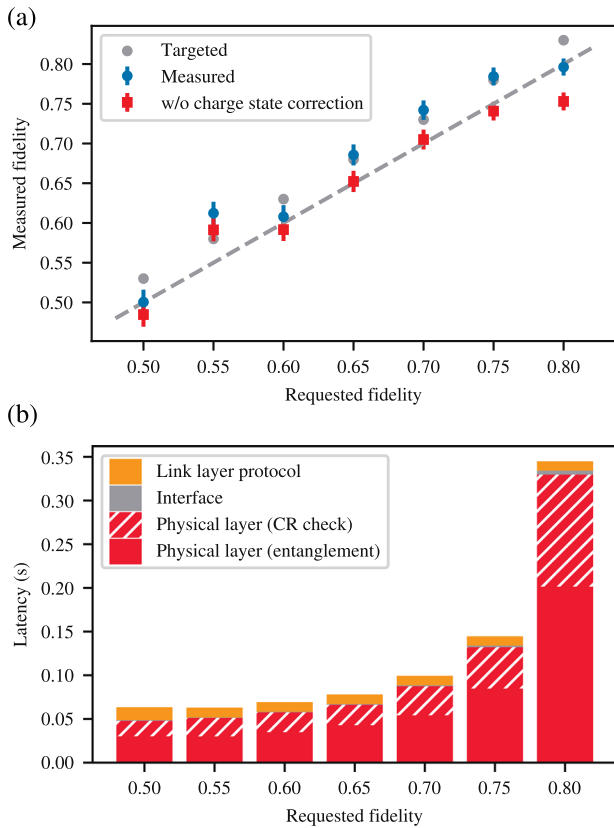 (a)
Targeted
Measured
w/o charge state correction
Measured fidelity
0.80
0.75
0.70
0.65
0.60
0.55
0.50
0.50 0.55 0.60 0.65 0.70 0.75 0.80
Requested fidelity
(b)
Link layer protocol
Interface
Physical layer (CR check)
Physical layer (entanglement)
Latency (s)
0.35
0.30
0.25
0.20
0.15
0.10
0.05
0.00
0.50 0.55 0.60 0.65 0.70 0.75 0.80
Requested fidelity